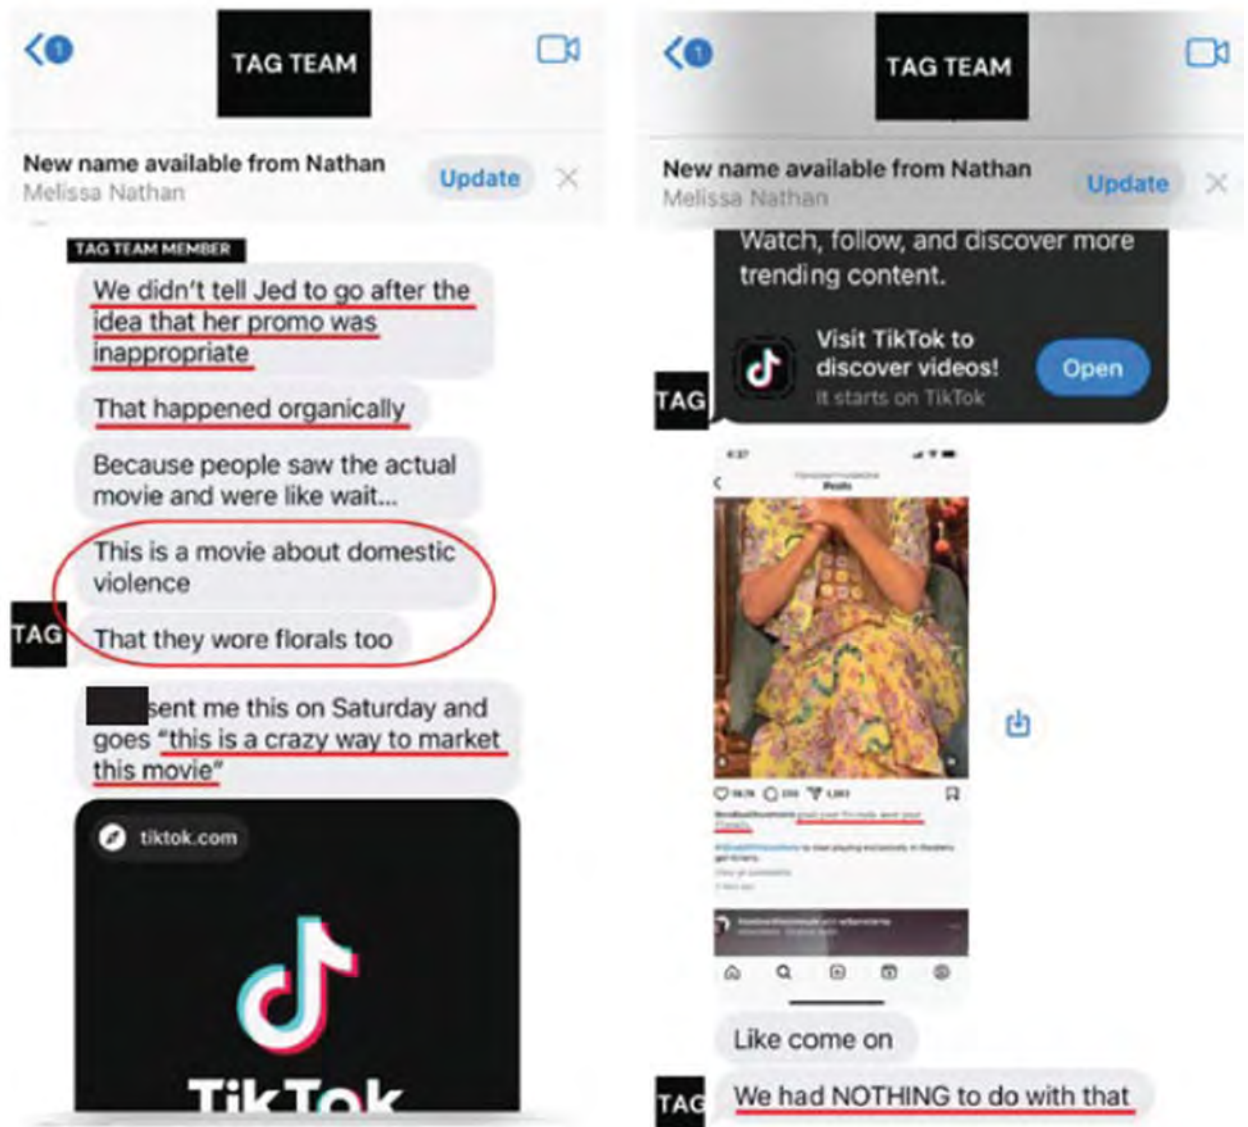 1
TAG TEAM
New name available from Nathan
Melissa Nathan
Update
TAG TEAM MEMBER
We didn't tell Jed to go after the
idea that her promo was
inappropriate
That happened organically
Because people saw the actual
movie and were like wait...
This is a movie about domestic
violence
TAG
That they wore florals too
sent me this on Saturday and
goes "this is a crazy way to market
this movie"
tiktok.com
TikTok
1
TAG TEAM
New name available from Nathan
Melissa Nathan
Update
Watch, follow, and discover more
trending content.
Visit TikTok to
discover videos!
It starts on TikTok
Open
TAG
Posts
Like come on
TAG
We had NOTHING to do with that